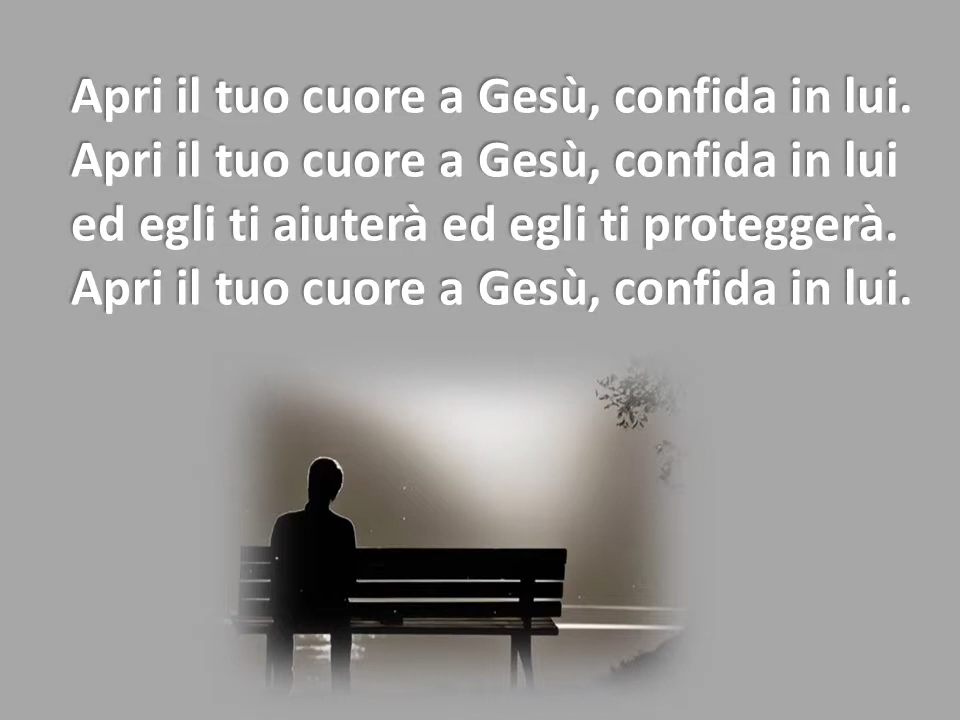 Apri il tuo cuore a Gesù, confida in lui.
Apri il tuo cuore a Gesù, confida in lui
ed egli ti aiuterà ed egli ti proteggerà.
Apri il tuo cuore a Gesù, confida in lui.